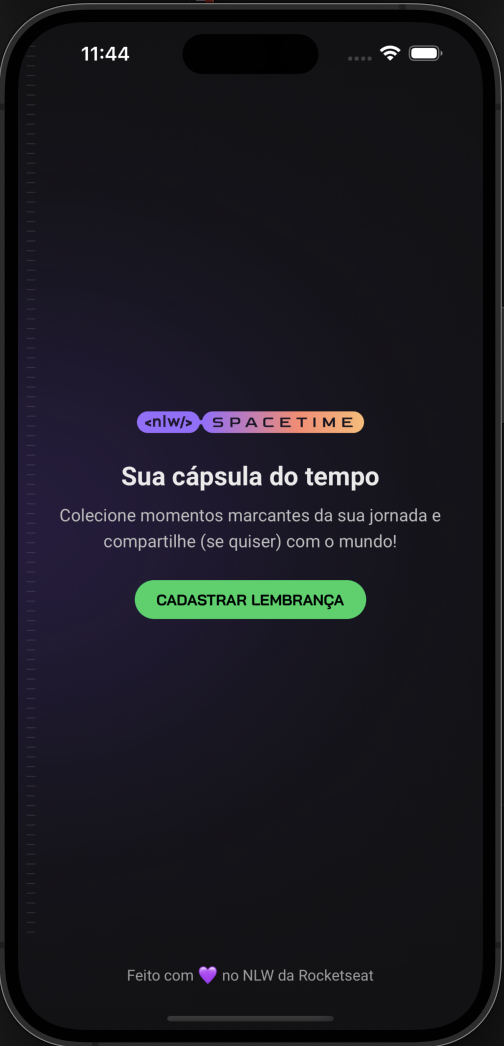 11:44
<nlw/> SPACETIME
Sua cápsula do tempo
Colecione momentos marcantes da sua jornada e
compartilhe (se quiser) com o mundo!
CADASTRAR LEMBRANÇA
Feito com 💜 no NLW da Rocketseat